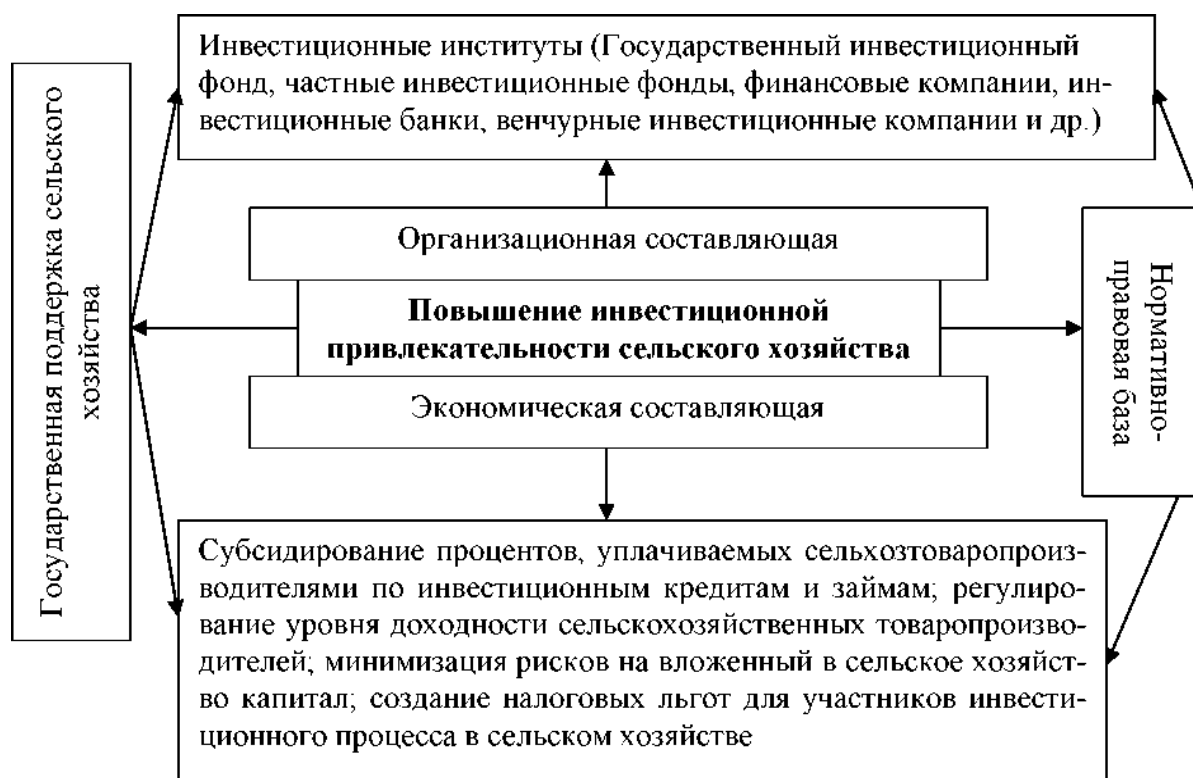 Инвестиционные институты (Государственный инвестиционный
фонд, частные инвестиционные фонды, финансовые компании, ин-
вестиционные банки, венчурные инвестиционные компании и др.)
Государственная поддержка сельского
хозяйства
Организационная составляющая
Повышение инвестиционной
привлекательности сельского хозяйства
Экономическая составляющая
Нормативно-
правовая база
Субсидирование процентов, уплачиваемых сельхозтоваропроиз-
водителями по инвестиционным кредитам и займам; регулиро-
вание уровня доходности сельскохозяйственных товаропроизво-
дителей; минимизация рисков на вложенный в сельское хозяйст-
во капитал; создание налоговых льгот для участников инвести-
ционного процесса в сельском хозяйстве